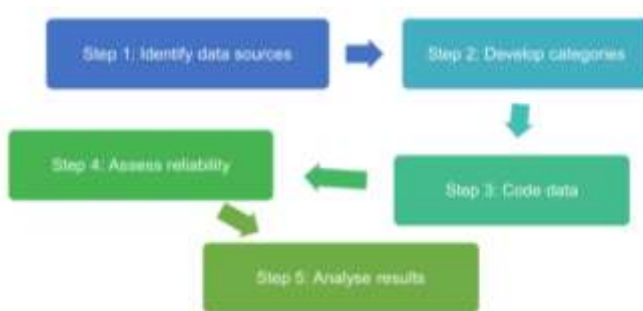 Step 1: Identify data sources
Step 2: Develop categories
Step 3: Code data
Step 4: Assess reliability
Step 5: Analyse results